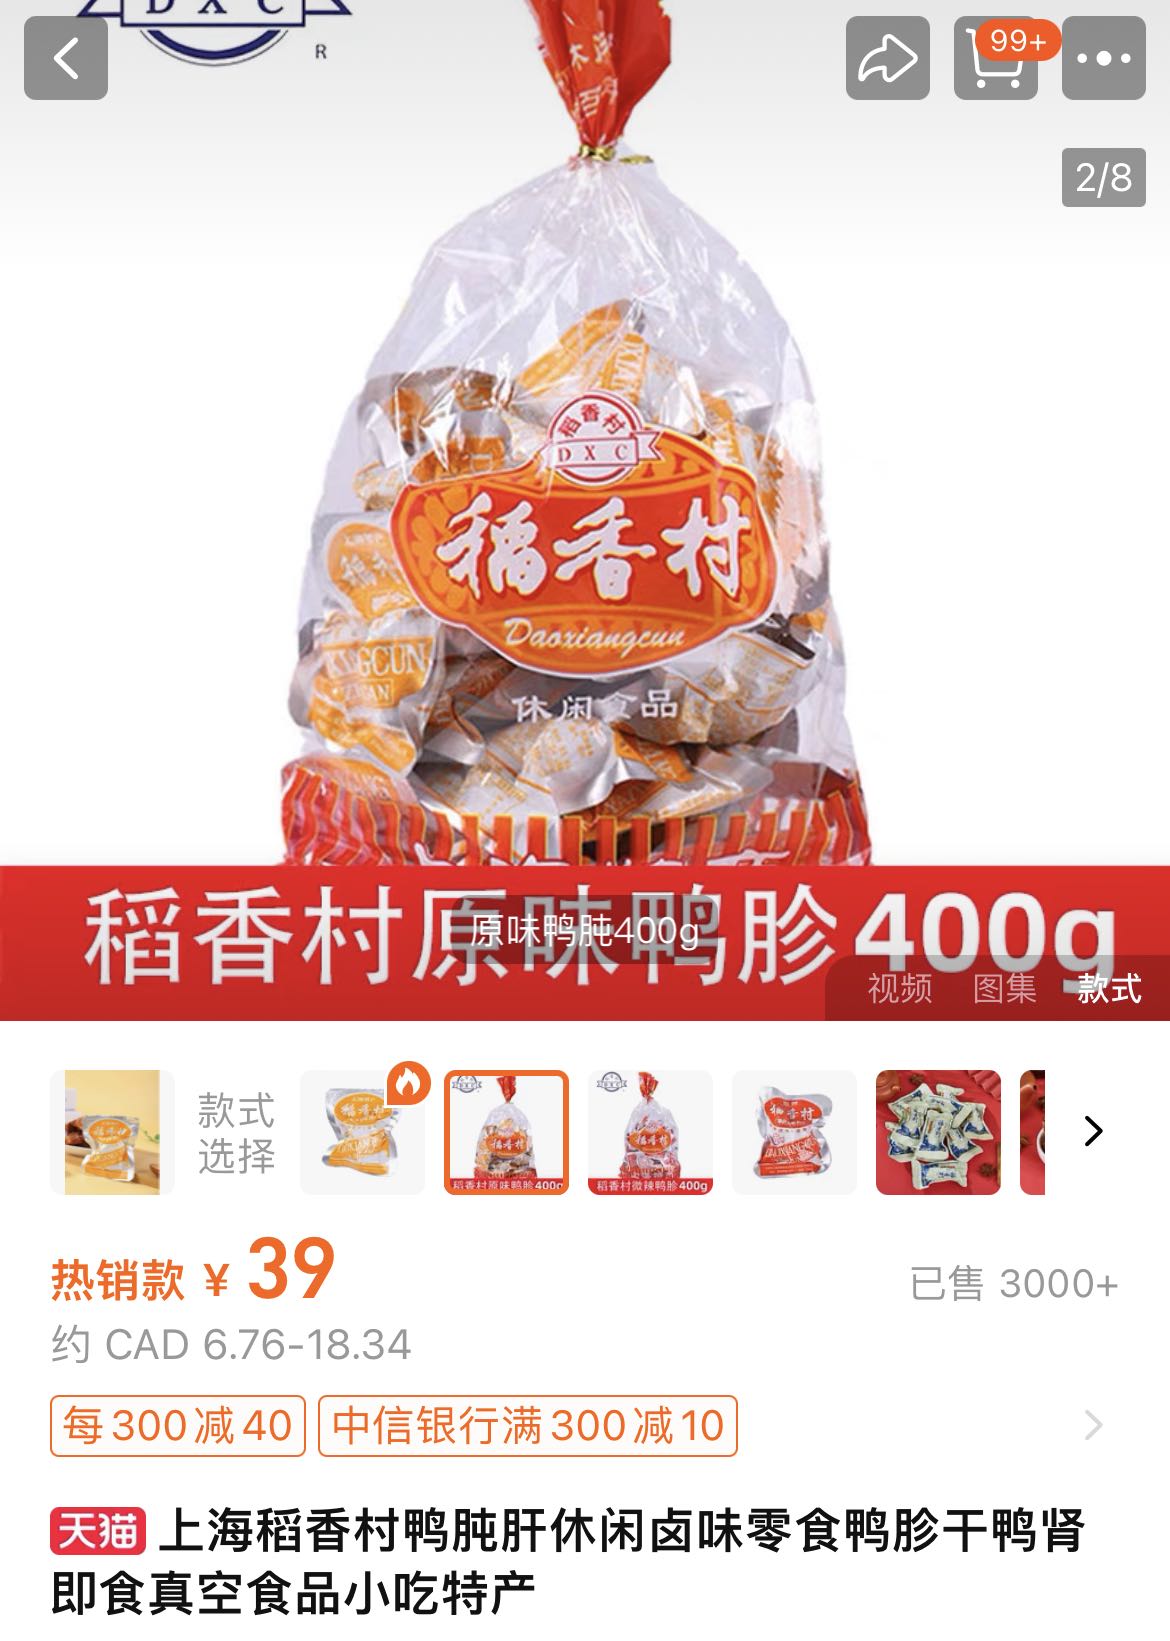 DXC
R
99+
2/8
稻香村
DXC
稻香村
Daoxiangcun
休闲食品
稻香村原味鸭胗400g
原味鸭肫400g
视频 图集 款式
款式
选择
稻香村原味鸭胗400g
稻香村微辣鸭胗400g
热销款 ¥ 39
已售 3000+
约 CAD 6.76-18.34
每300减40
中信银行满300减10
天猫 上海稻香村鸭肫肝休闲卤味零食鸭胗干鸭肾
即食真空食品小吃特产